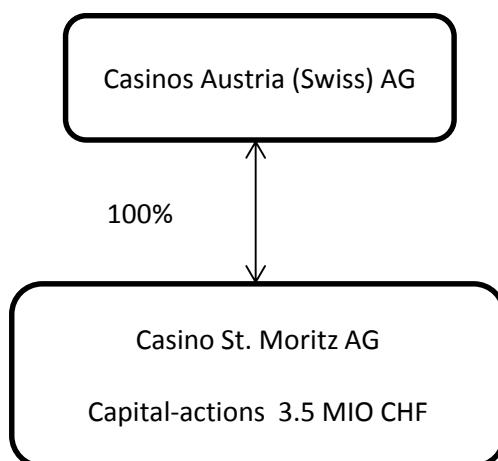 Casinos Austria (Swiss) AG
100%
Casino St. Moritz AG
Capital-actions 3.5 MIO CHF